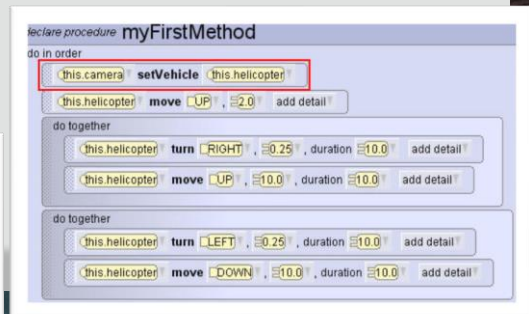 declare procedure myFirstMethod
do in order
this.camera setVehicle this.helicopter
this.helicopter move UP , 2.0 add detail
do together
this.helicopter turn RIGHT , 0.25 , duration 10.0 add detail
this.helicopter move UP , 10.0 , duration 10.0 add detail
do together
this.helicopter turn LEFT , 0.25 , duration 10.0 add detail
this.helicopter move DOWN , 10.0 , duration 10.0 add detail